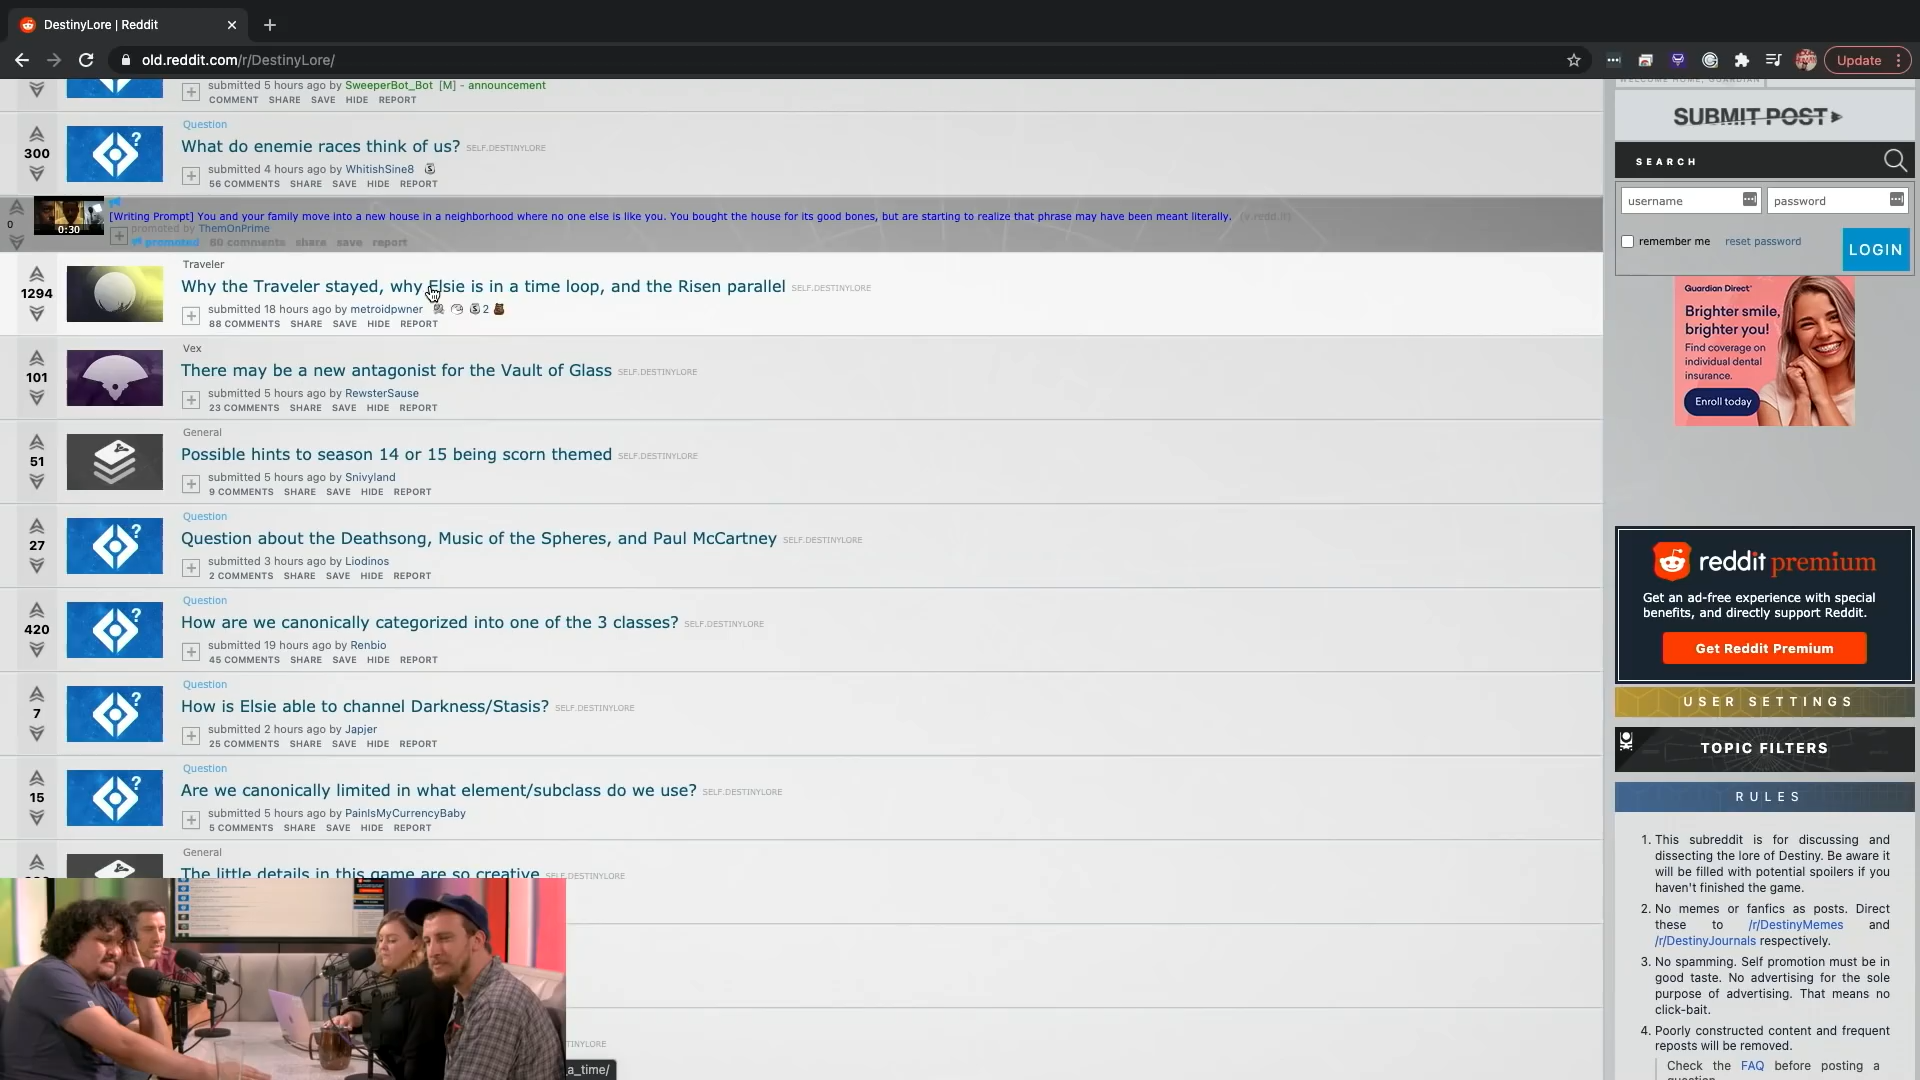 DestinyLore | Reddit
old.reddit.com/r/DestinyLore/
Update
submitted 5 hours ago by SweeperBot_Bot [M] - announcement
COMMENT SHARE SAVE HIDE REPORT
300
Question
What do enemie races think of us? SELF.DESTINYLORE
submitted 4 hours ago by WhitishSine8
56 COMMENTS SHARE SAVE HIDE REPORT
0
0:30
[Writing Prompt] You and your family move into a new house in a neighborhood where no one else is like you. You bought the house for its good bones, but are starting to realize that phrase may have been meant literally. (v.redd.it)
promoted by ThemOnPrime
promoted 80 comments share save report
1294
Traveler
Why the Traveler stayed, why Elsie is in a time loop, and the Risen parallel SELF.DESTINYLORE
submitted 18 hours ago by metroidpwner 2
88 COMMENTS SHARE SAVE HIDE REPORT
101
Vex
There may be a new antagonist for the Vault of Glass SELF.DESTINYLORE
submitted 5 hours ago by RewsterSause
23 COMMENTS SHARE SAVE HIDE REPORT
51
General
Possible hints to season 14 or 15 being scorn themed SELF.DESTINYLORE
submitted 5 hours ago by Snivyland
9 COMMENTS SHARE SAVE HIDE REPORT
27
Question
Question about the Deathsong, Music of the Spheres, and Paul McCartney SELF.DESTINYLORE
submitted 3 hours ago by Liodinos
2 COMMENTS SHARE SAVE HIDE REPORT
420
Question
How are we canonically categorized into one of the 3 classes? SELF.DESTINYLORE
submitted 19 hours ago by Renbio
45 COMMENTS SHARE SAVE HIDE REPORT
7
Question
How is Elsie able to channel Darkness/Stasis? SELF.DESTINYLORE
submitted 2 hours ago by Japjer
25 COMMENTS SHARE SAVE HIDE REPORT
15
Question
Are we canonically limited in what element/subclass do we use? SELF.DESTINYLORE
submitted 5 hours ago by PainIsMyCurrencyBaby
5 COMMENTS SHARE SAVE HIDE REPORT
General
The little details in this game are so creative SELF.DESTINYLORE
a_time/
WELCOME HOME, GUARDIAN
SUBMIT POST
SEARCH
username
password
remember me reset password
LOGIN
Guardian Direct®
Brighter smile,
brighter you!
Find coverage on
individual dental
insurance.
Enroll today
reddit premium
Get an ad-free experience with special
benefits, and directly support Reddit.
Get Reddit Premium
USER SETTINGS
TOPIC FILTERS
RULES
1. This subreddit is for discussing and
dissecting the lore of Destiny. Be aware it
will be filled with potential spoilers if you
haven't finished the game.
2. No memes or fanfics as posts. Direct
these to /r/DestinyMemes and
/r/DestinyJournals respectively.
3. No spamming. Self promotion must be in
good taste. No advertising for the sole
purpose of advertising. That means no
click-bait.
4. Poorly constructed content and frequent
reposts will be removed.
Check the FAQ before posting a